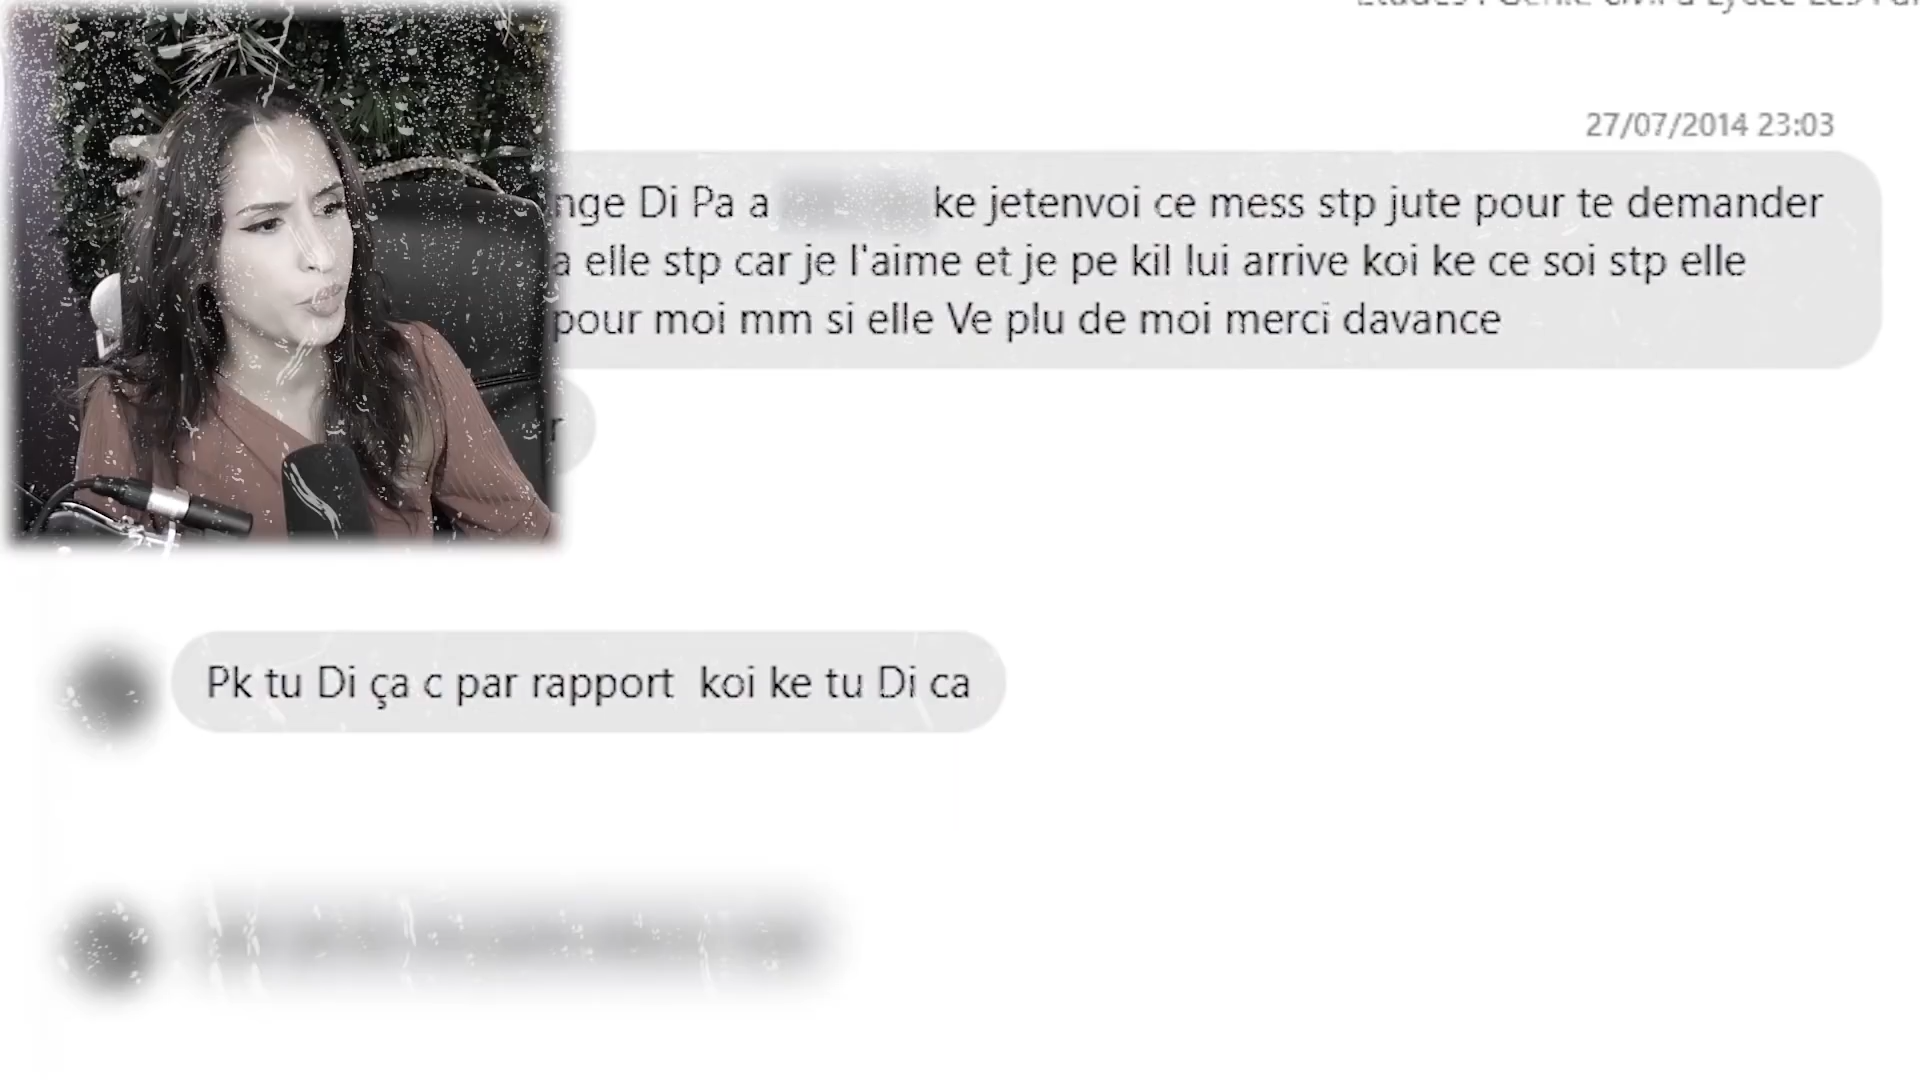 27/07/2014 23:03
Di Pa a ke jetenvoi ce mess stp jute pour te demander
a elle stp car je l'aime et je pe kil lui arrive koi ke ce soi stp elle
pour moi mm si elle Ve plu de moi merci davance
Pk tu Di ça c par rapport koi ke tu Di ca